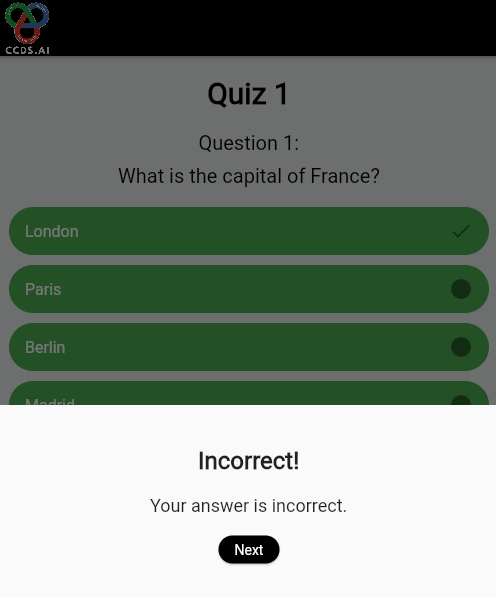 CCDS.AI
Quiz 1
Question 1:
What is the capital of France?
London
Paris
Berlin
Madrid
Incorrect!
Your answer is incorrect.
Next